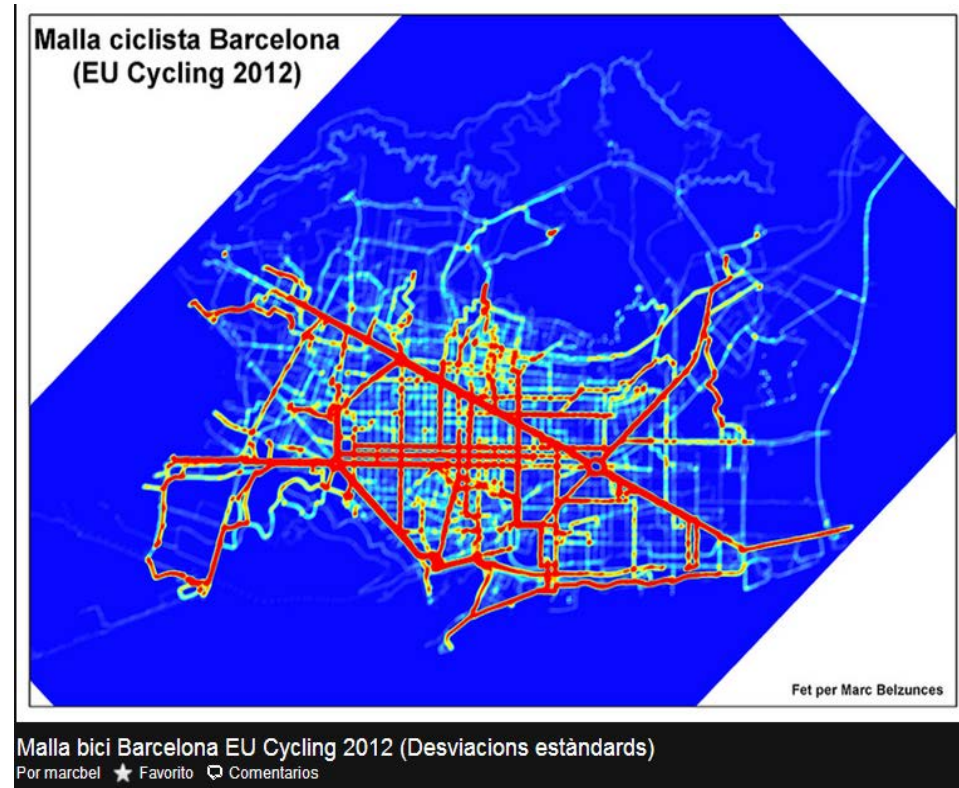 Malla ciclista Barcelona
(EU Cycling 2012)
Fet per Marc Belzunces
Malla bici Barcelona EU Cycling 2012 (Desviacions estàndards)
Por marcbel Favorito Comentarios